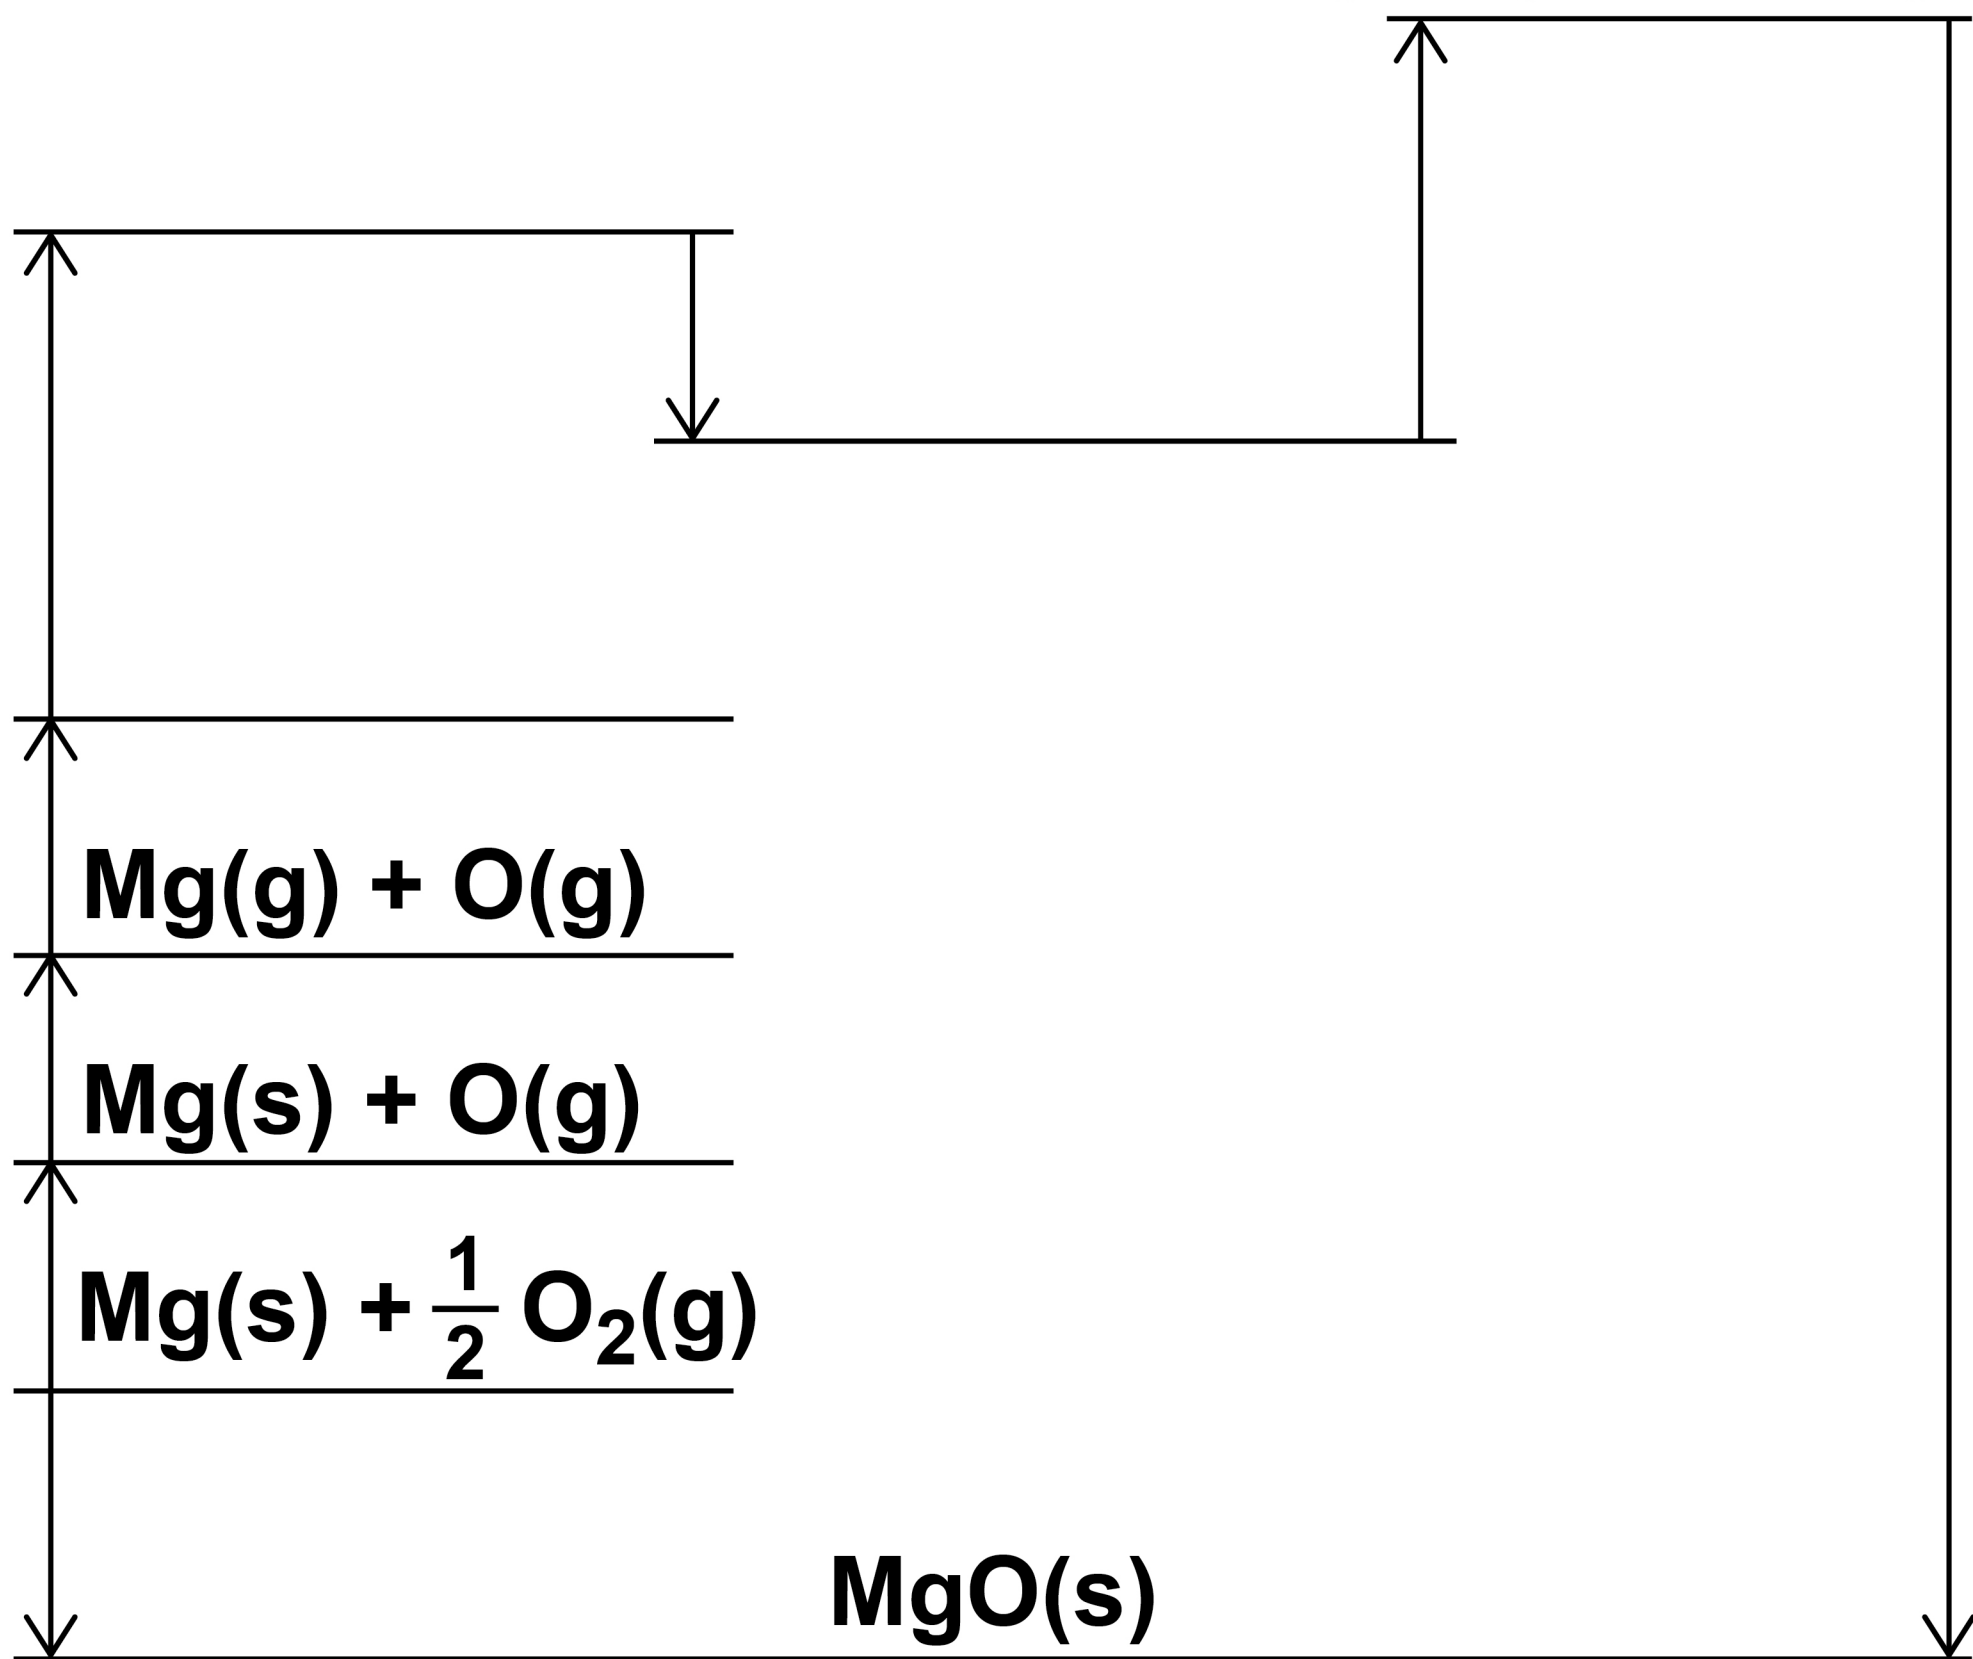 Mg(g) + O(g)
Mg(s) + O(g)
Mg(s) + 1/2 O₂(g)
MgO(s)